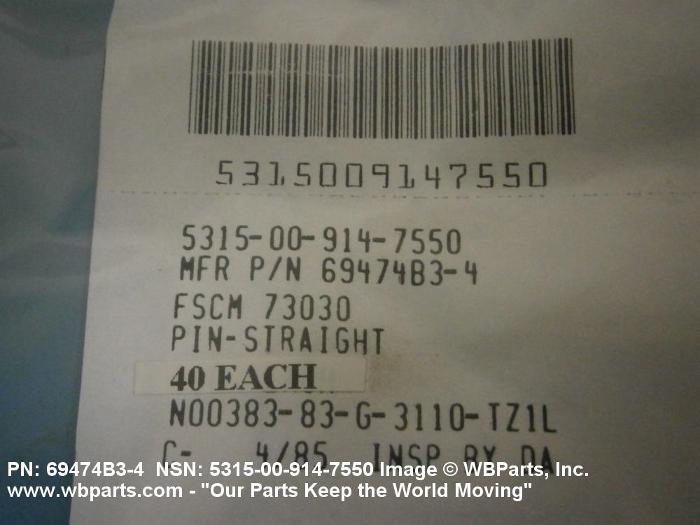 5315009147550
5315-00-914-7550
MFR P/N 69474B3-4
FSCM 73030
PIN-STRAIGHT
40 EACH
N00383-83-G-3110-TZ1L
C- 4/85 INSP BY DA
PN: 69474B3-4 NSN: 5315-00-914-7550 Image © WBParts, Inc.
www.wbparts.com - "Our Parts Keep the World Moving"